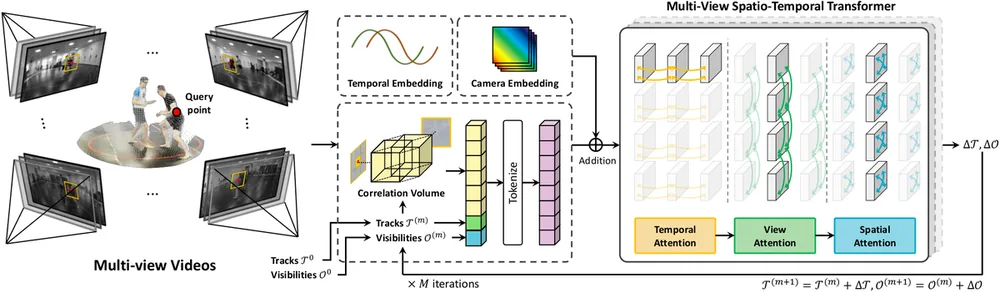 Query
point
Multi-view Videos
Temporal Embedding
Camera Embedding
Correlation Volume
Tracks 𝒯^(m)
Visibilities 𝒪^(m)
Tracks 𝒯^0
Visibilities 𝒪^0
Tokenize
× M iterations
Addition
Multi-View Spatio-Temporal Transformer
Temporal
Attention
View
Attention
Spatial
Attention
Δ𝒯, Δ𝒪
𝒯^(m+1) = 𝒯^(m) + Δ𝒯, 𝒪^(m+1) = 𝒪^(m) + Δ𝒪